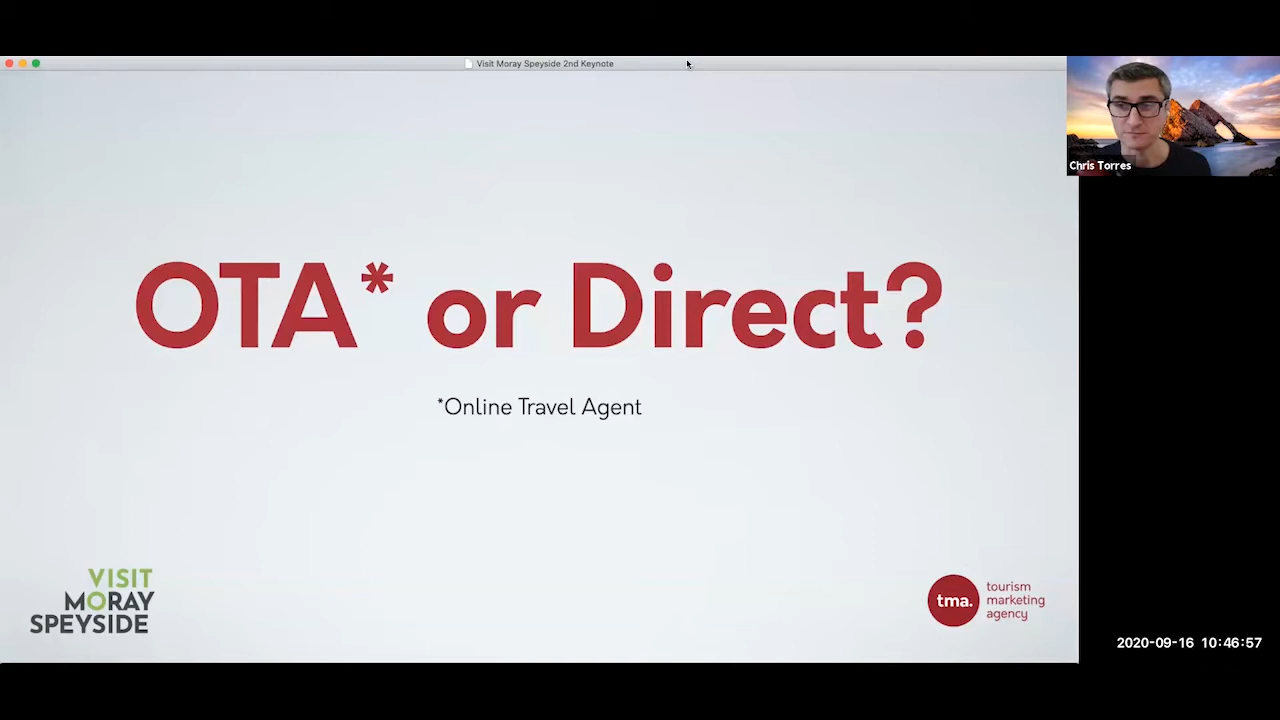 Visit Moray Speyside 2nd Keynote
Chris Torres
OTA* or Direct?
*Online Travel Agent
VISIT
MORAY
SPEYSIDE
tma.
tourism
marketing
agency
2020-09-16 10:46:57